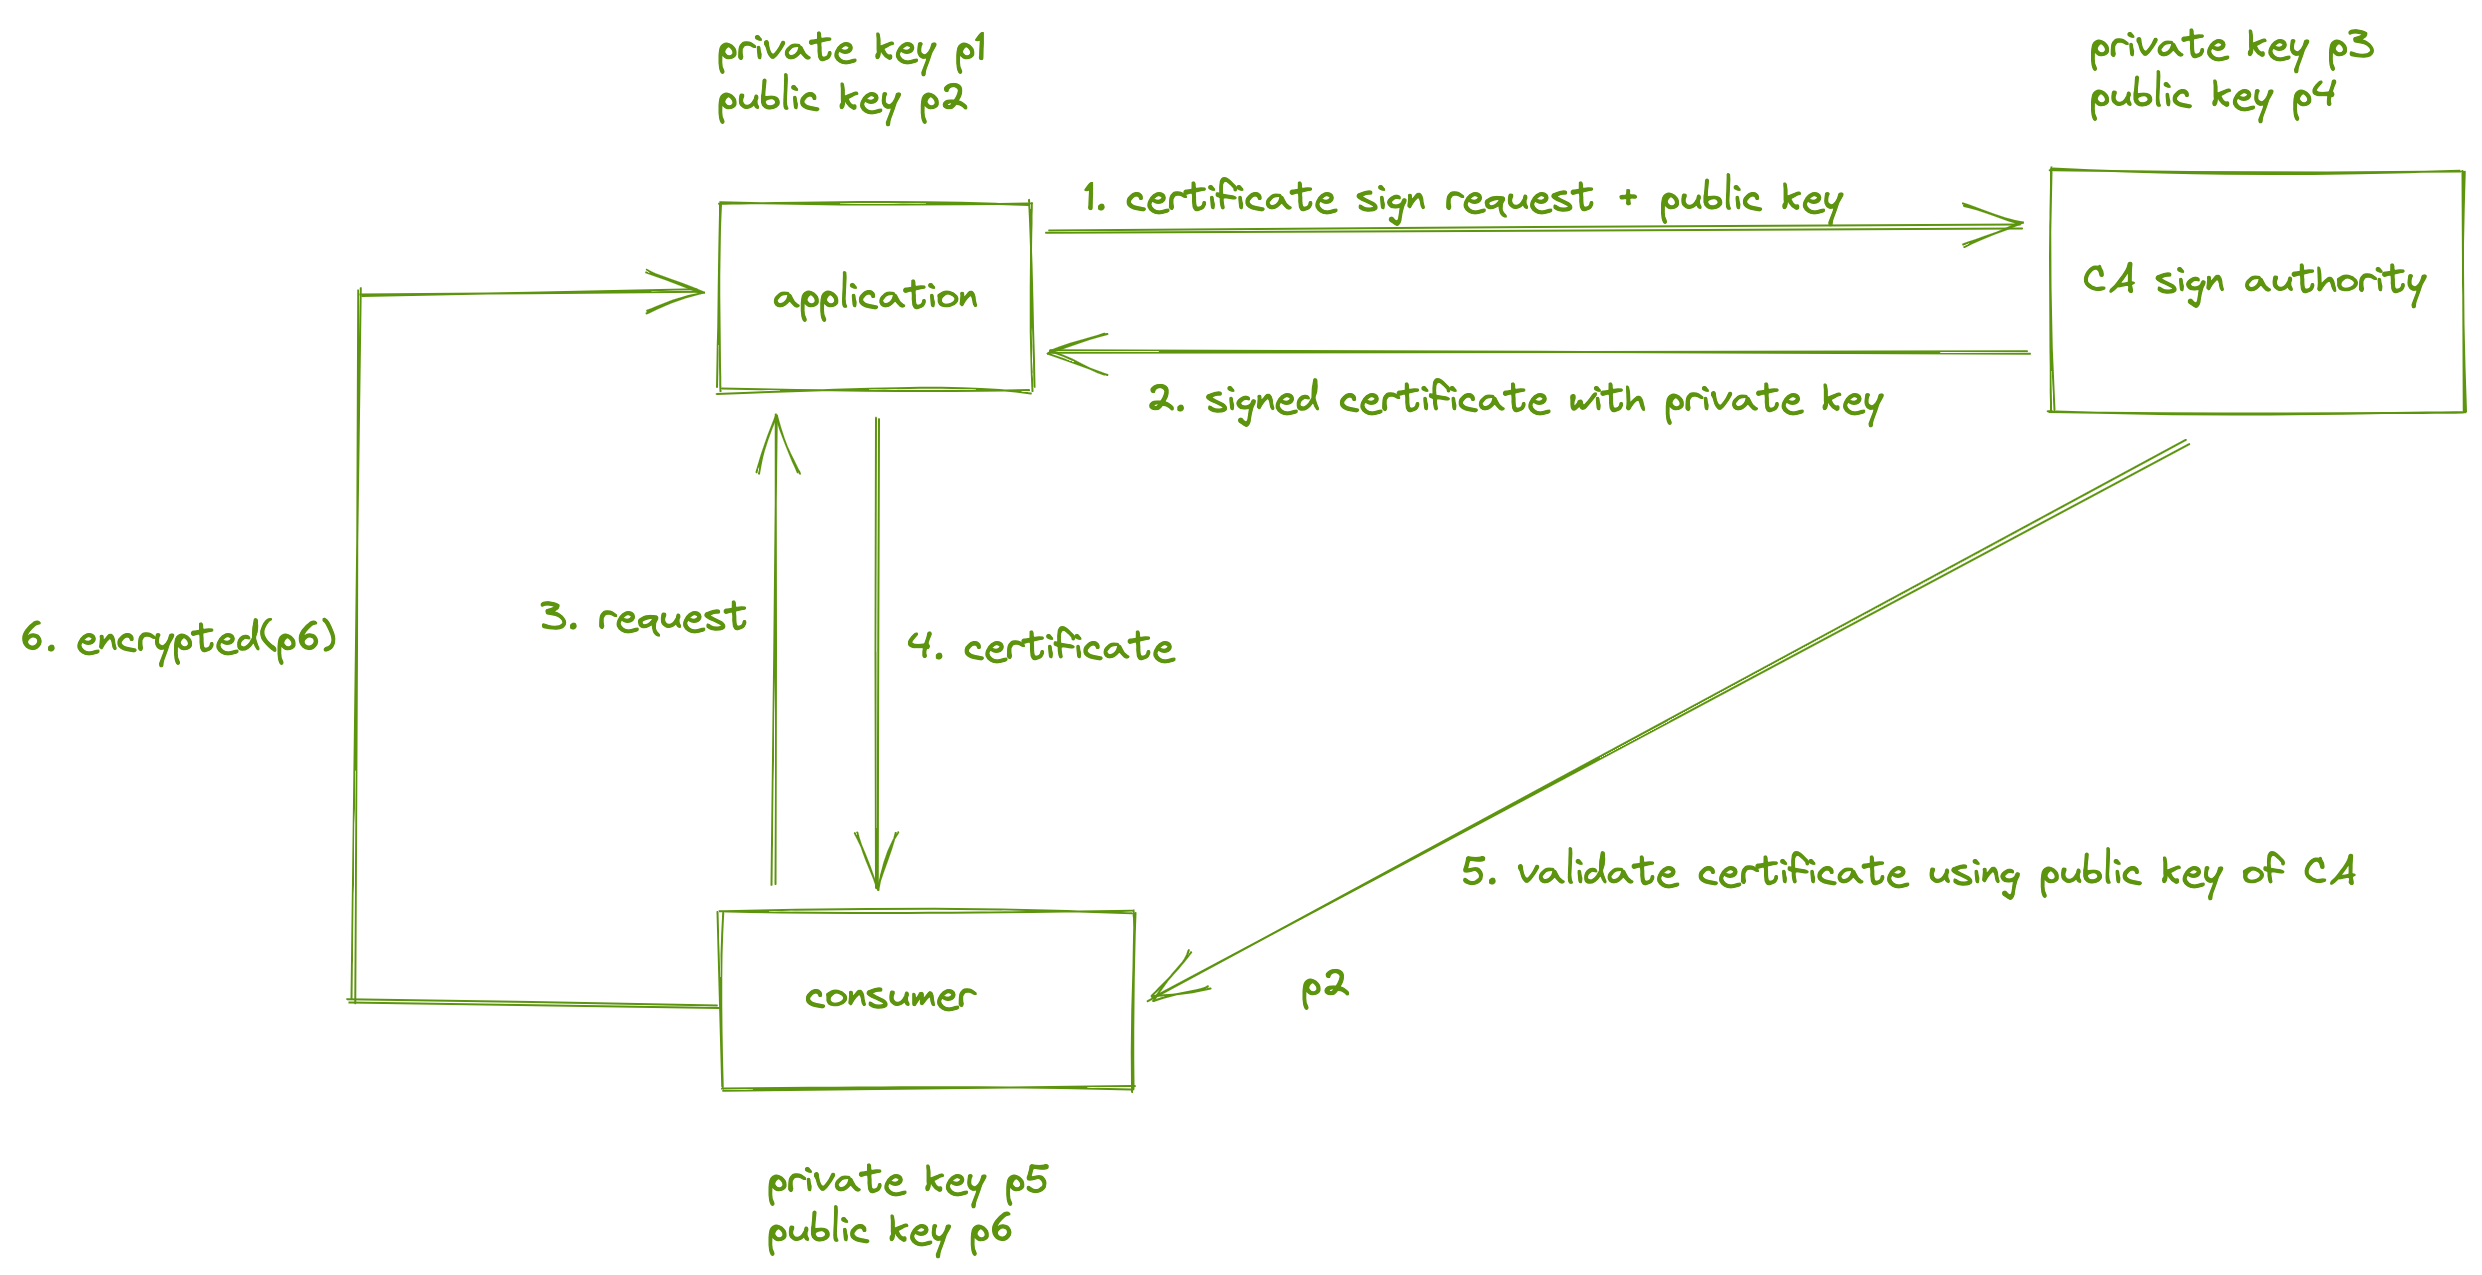 private key p1
public key p2
private key p3
public key p4
1. certificate sign request + public key
application
CA sign authority
2. signed certificate with private key
3. request
4. certificate
6. encrypted(p6)
5. validate certificate using public key of CA
p2
consumer
private key p5
public key p6